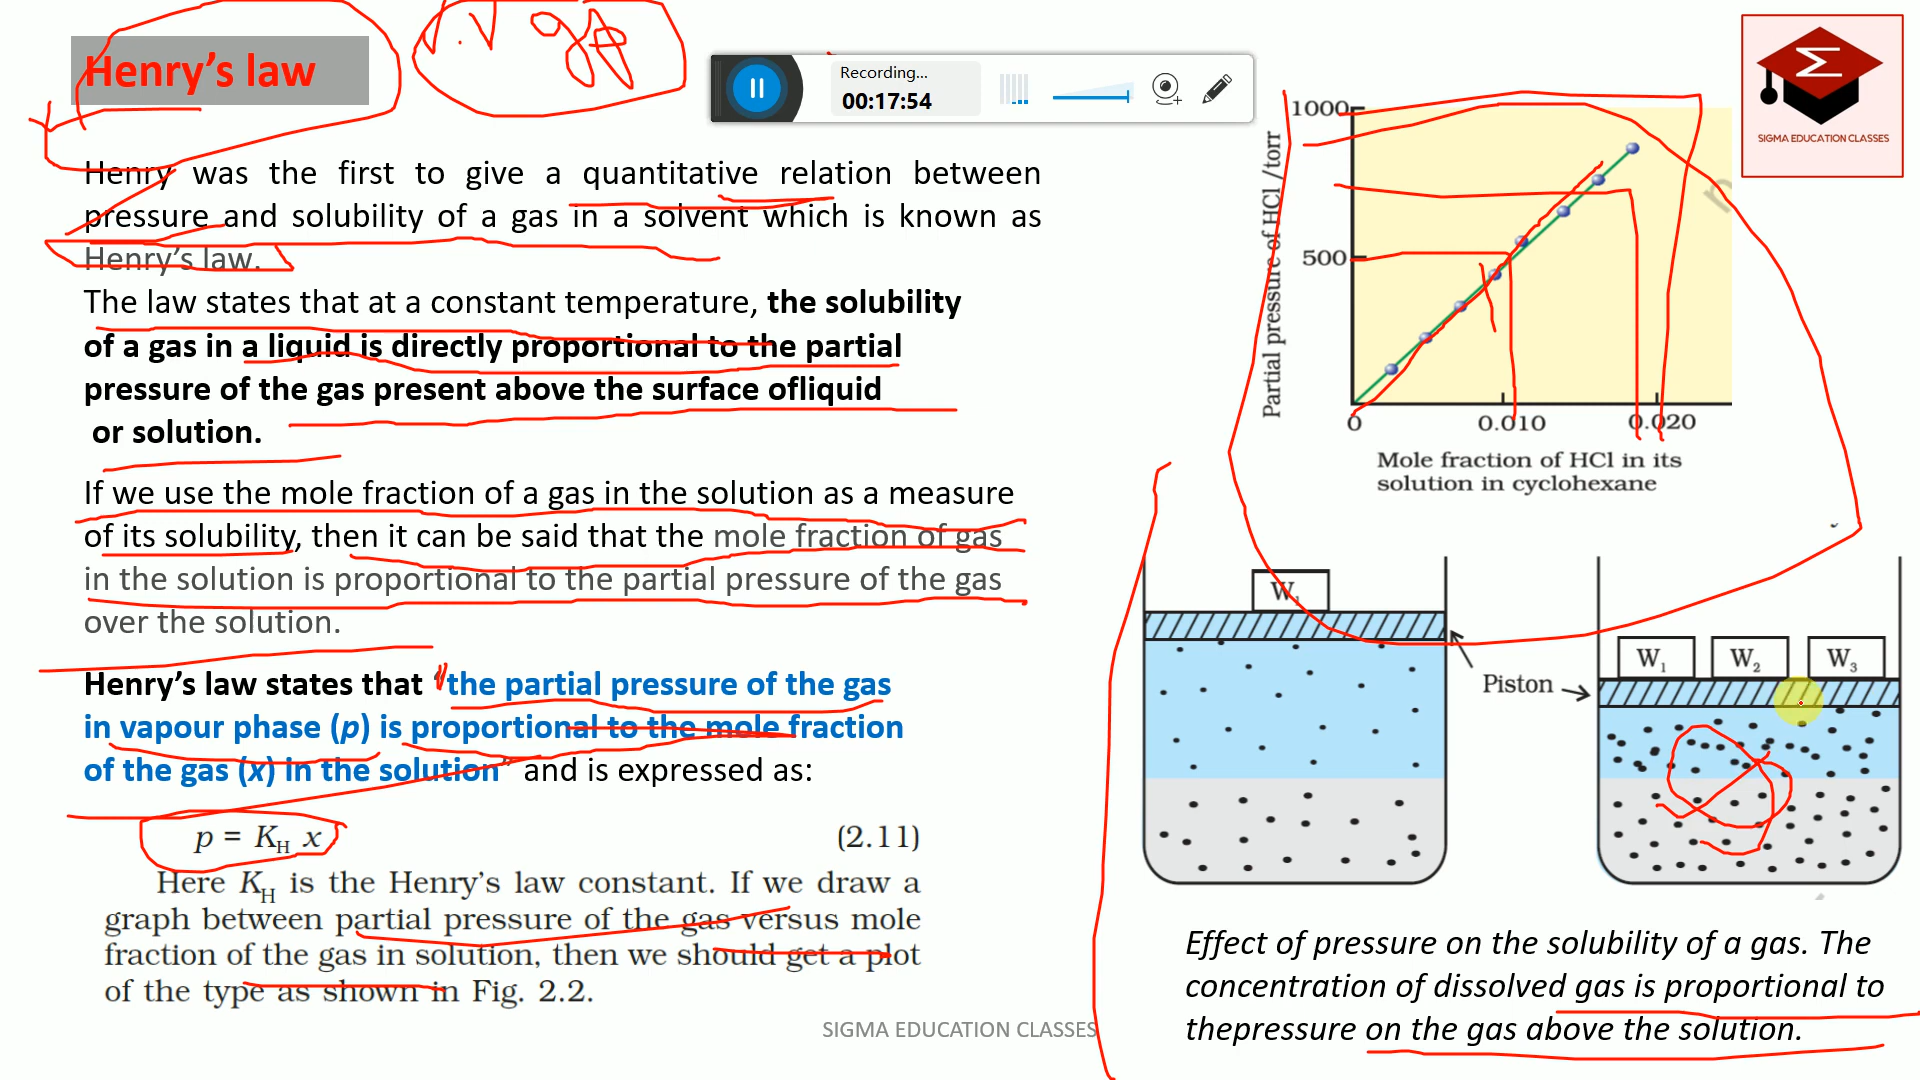 Henry's law
Recording...
00:17:54
SIGMA EDUCATION CLASSES
Henry was the first to give a quantitative relation between
pressure and solubility of a gas in a solvent which is known as
Henry's law.
The law states that at a constant temperature, the solubility
of a gas in a liquid is directly proportional to the partial
pressure of the gas present above the surface ofliquid
or solution.
If we use the mole fraction of a gas in the solution as a measure
of its solubility, then it can be said that the mole fraction of gas
in the solution is proportional to the partial pressure of the gas
over the solution.
Henry's law states that "the partial pressure of the gas
in vapour phase (p) is proportional to the mole fraction
of the gas (x) in the solution" and is expressed as:
p = K_H x (2.11)
Here K_H is the Henry's law constant. If we draw a
graph between partial pressure of the gas versus mole
fraction of the gas in solution, then we should get a plot
of the type as shown in Fig. 2.2.
SIGMA EDUCATION CLASSES
Partial pressure of HCl /torr
1000
500
0 0.010 0.020
Mole fraction of HCl in its
solution in cyclohexane
W₁
Piston
W₁ W₂ W₃
Effect of pressure on the solubility of a gas. The
concentration of dissolved gas is proportional to
thepressure on the gas above the solution.